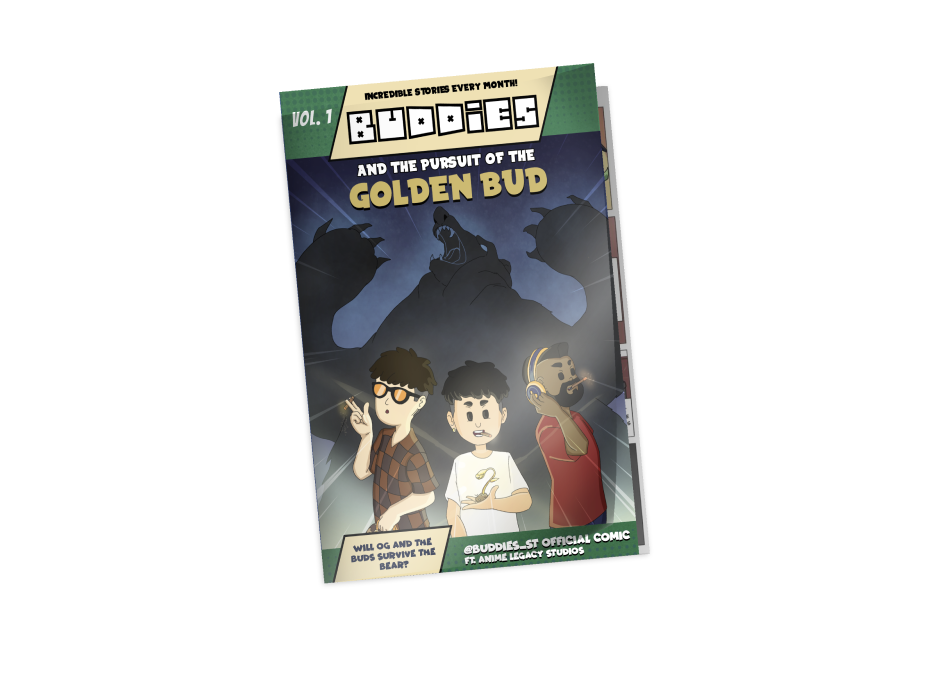 INCREDIBLE STORIES EVERY MONTH!
VOL. 1
BUDDIES
AND THE PURSUIT OF THE
GOLDEN BUD
WILL OG AND THE
BUDS SURVIVE THE
BEAR?
@BUDDIES_ST OFFICIAL COMIC
FT. ANIME LEGACY STUDIOS